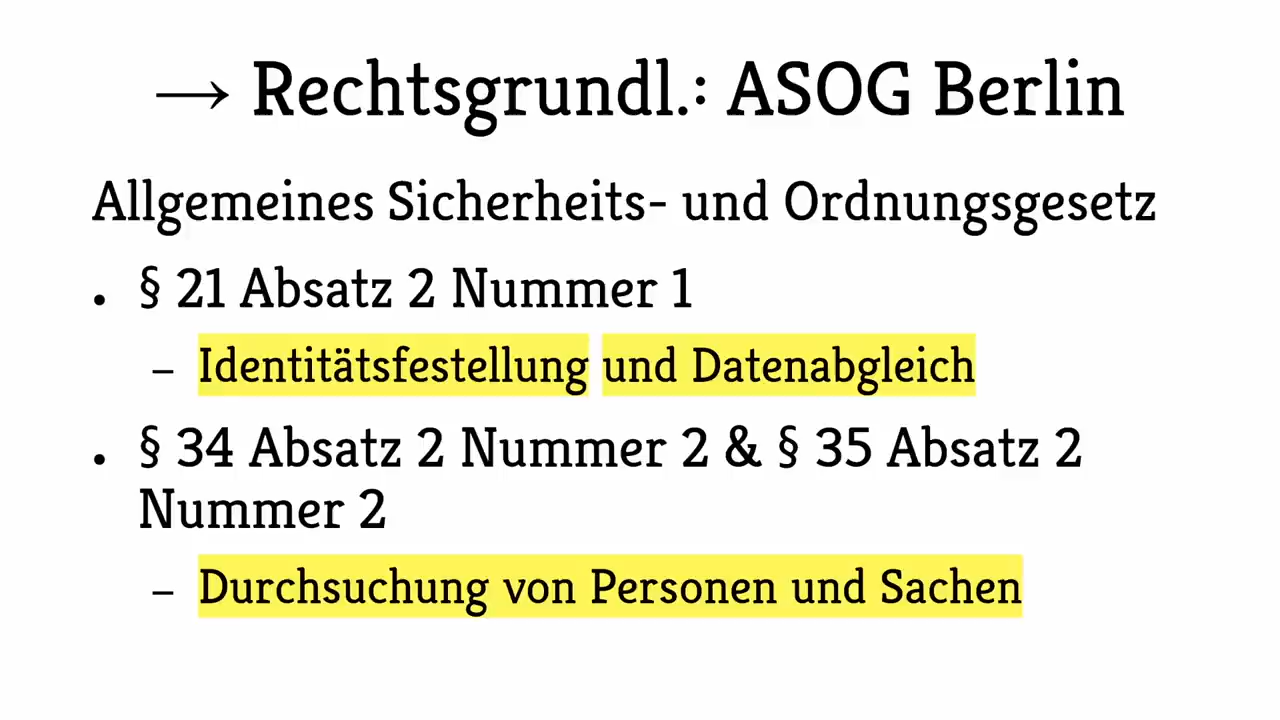 → Rechtsgrundl.: ASOG Berlin
Allgemeines Sicherheits- und Ordnungsgesetz
• § 21 Absatz 2 Nummer 1
– Identitätsfestellung und Datenabgleich
• § 34 Absatz 2 Nummer 2 & § 35 Absatz 2
Nummer 2
– Durchsuchung von Personen und Sachen